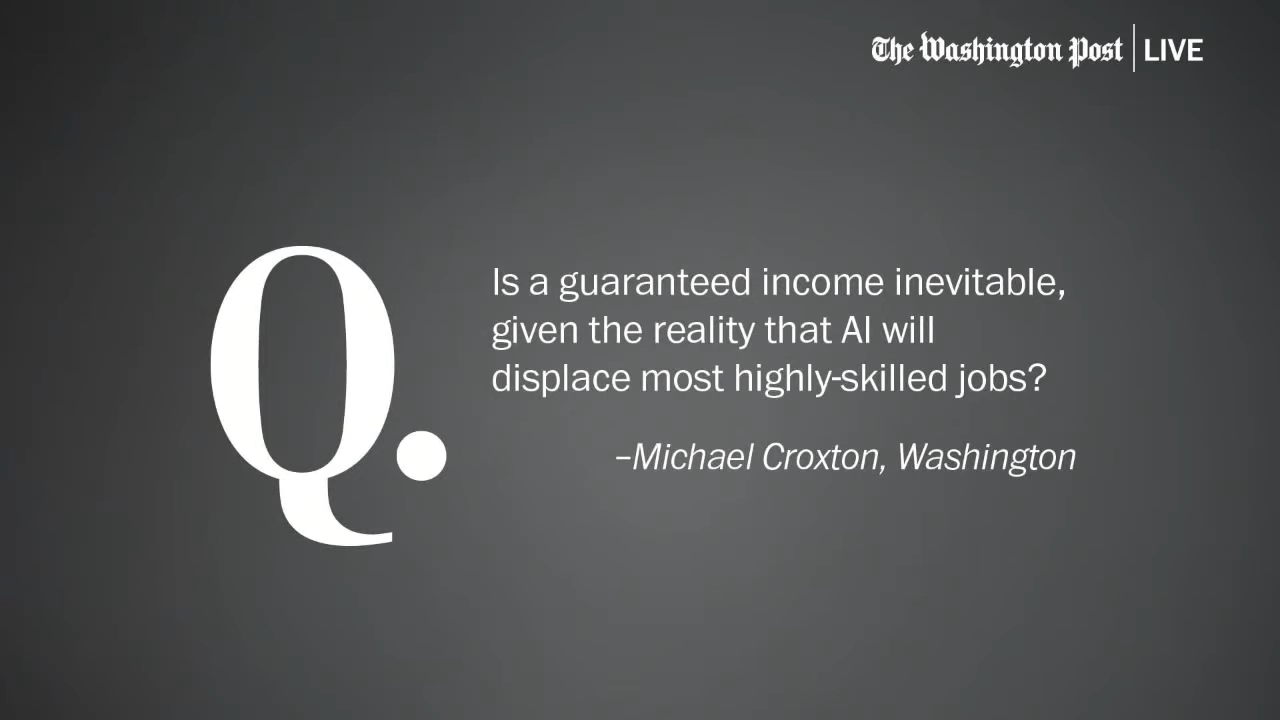 The Washington Post | LIVE
Q.
Is a guaranteed income inevitable,
given the reality that AI will
displace most highly-skilled jobs?
–Michael Croxton, Washington